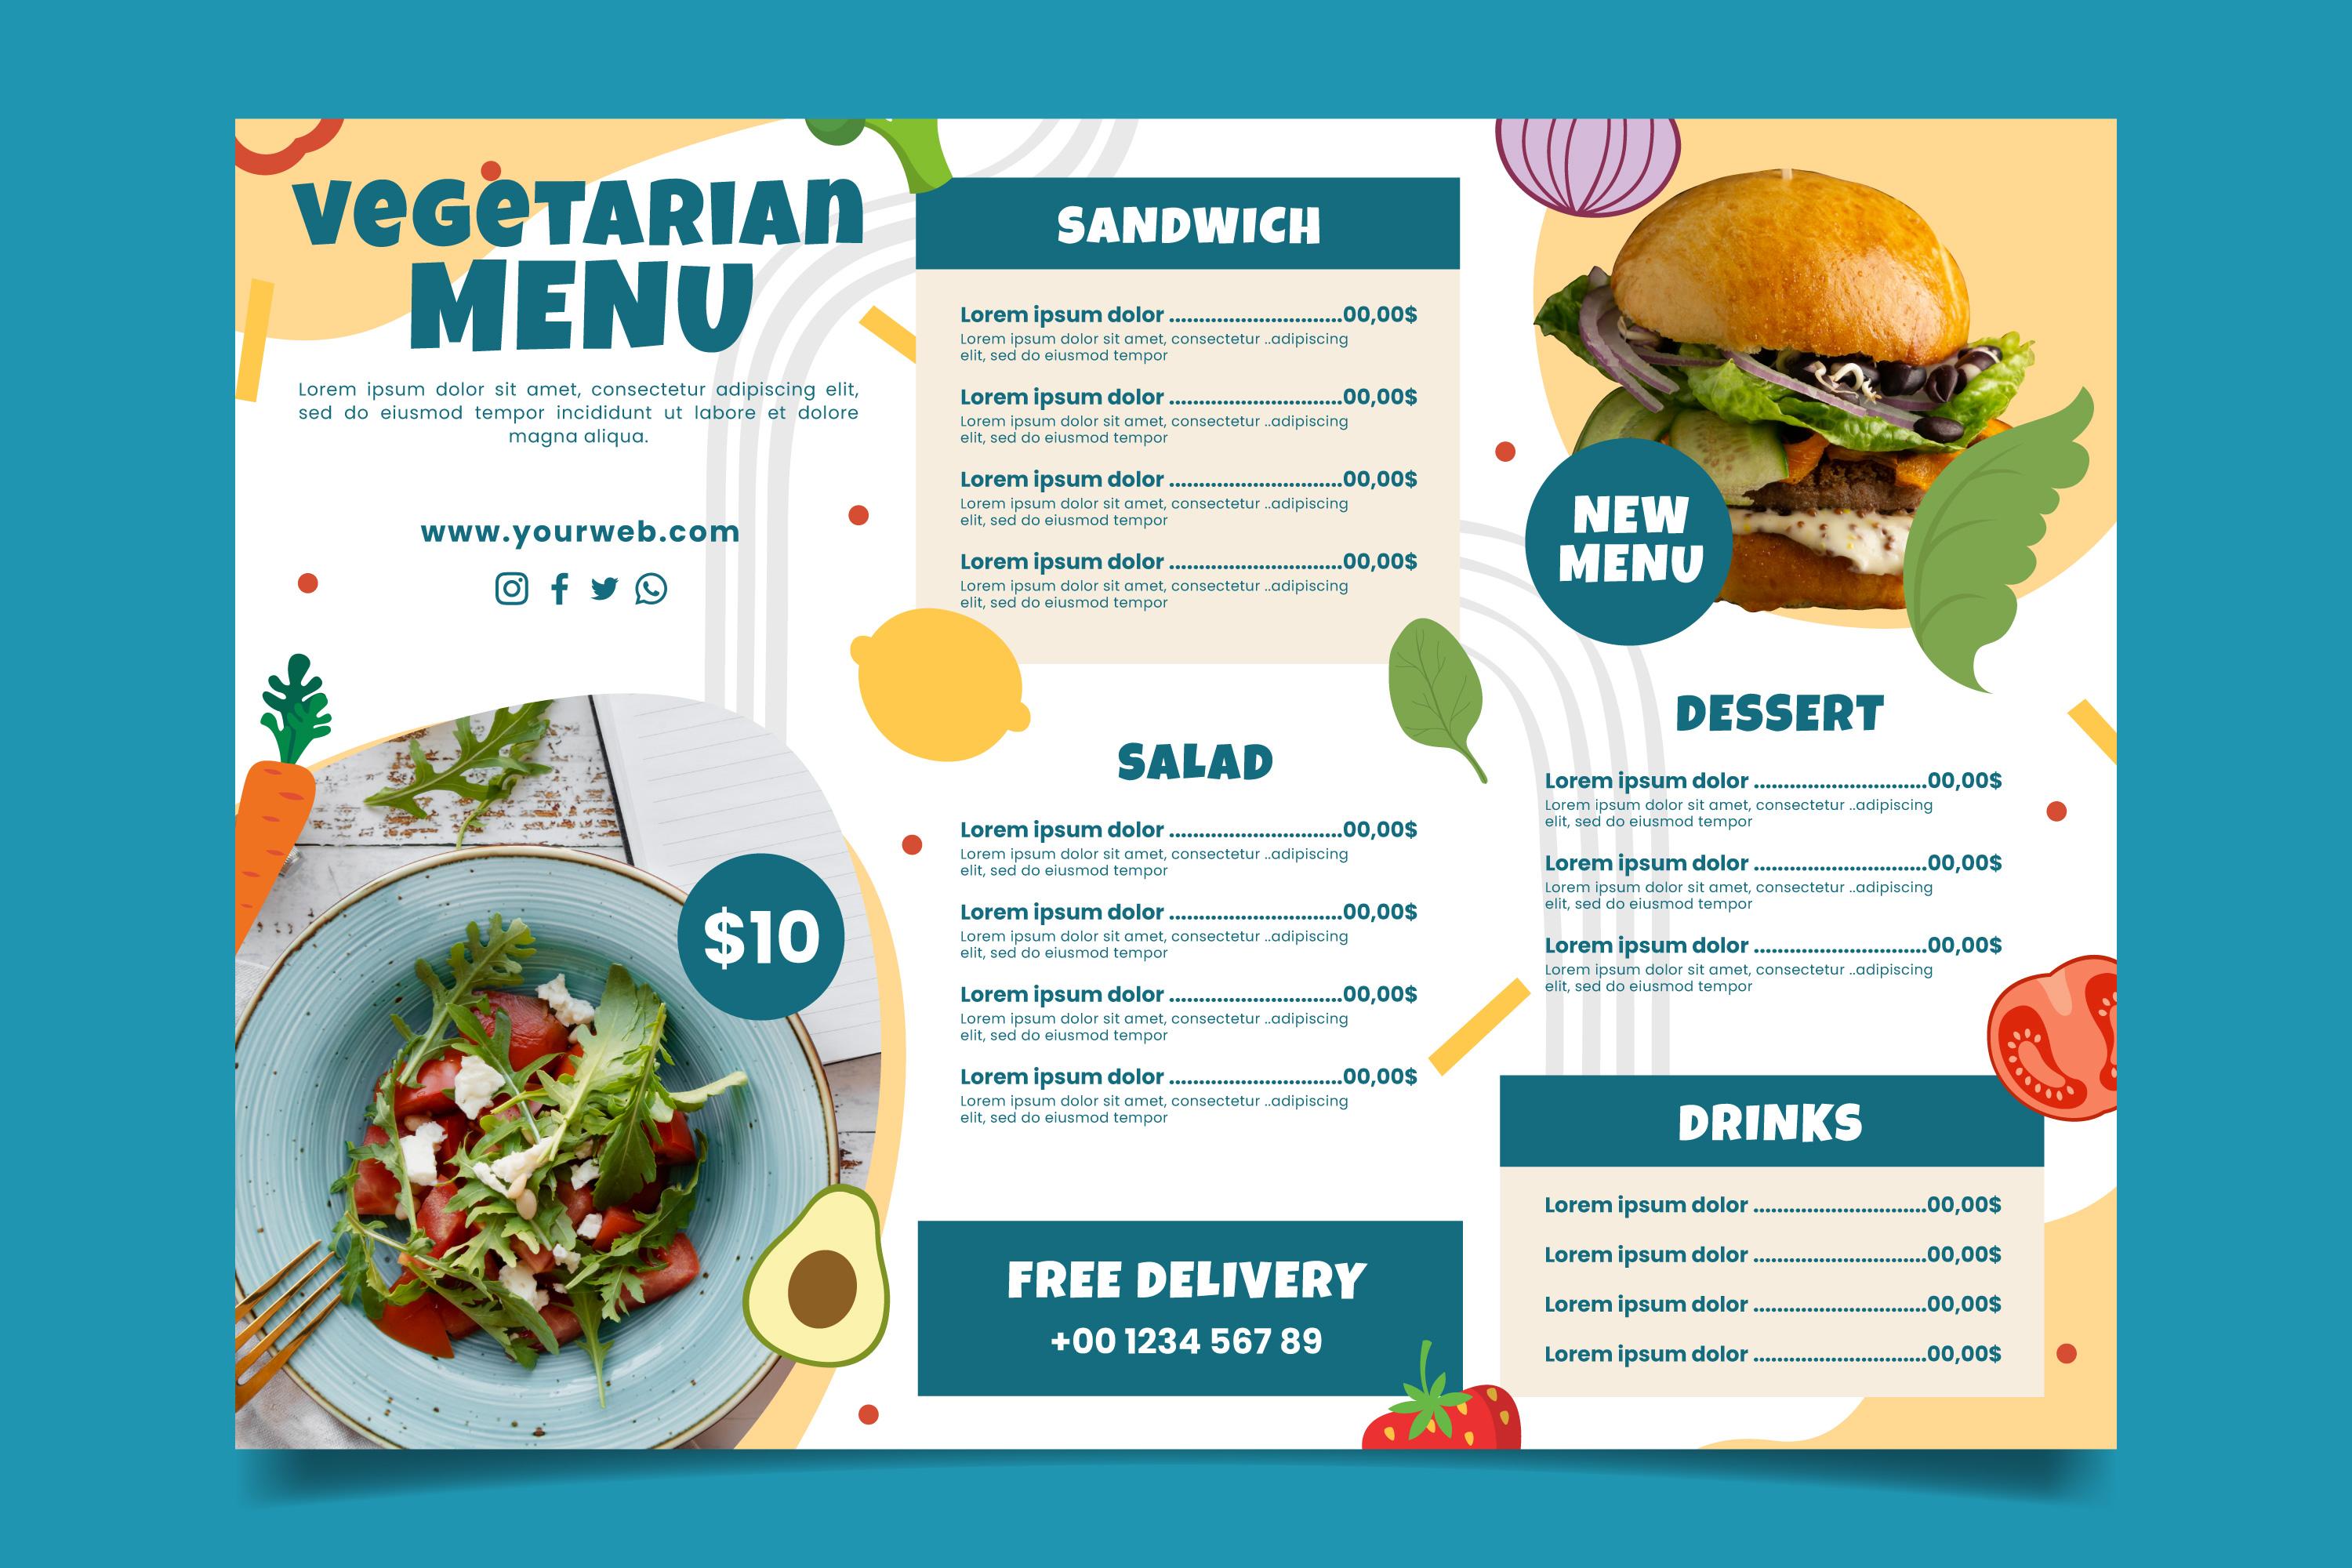 VEGETARIAN
MENU
Lorem ipsum dolor sit amet, consectetur adipiscing elit,
sed do eiusmod tempor incididunt ut labore et dolore
magna aliqua.
www.yourweb.com
$10
SANDWICH
Lorem ipsum dolor .............................00,00$
Lorem ipsum dolor sit amet, consectetur ..adipiscing
elit, sed do eiusmod tempor
Lorem ipsum dolor .............................00,00$
Lorem ipsum dolor sit amet, consectetur ..adipiscing
elit, sed do eiusmod tempor
Lorem ipsum dolor .............................00,00$
Lorem ipsum dolor sit amet, consectetur ..adipiscing
elit, sed do eiusmod tempor
Lorem ipsum dolor .............................00,00$
Lorem ipsum dolor sit amet, consectetur ..adipiscing
elit, sed do eiusmod tempor
SALAD
Lorem ipsum dolor .............................00,00$
Lorem ipsum dolor sit amet, consectetur ..adipiscing
elit, sed do eiusmod tempor
Lorem ipsum dolor .............................00,00$
Lorem ipsum dolor sit amet, consectetur ..adipiscing
elit, sed do eiusmod tempor
Lorem ipsum dolor .............................00,00$
Lorem ipsum dolor sit amet, consectetur ..adipiscing
elit, sed do eiusmod tempor
Lorem ipsum dolor .............................00,00$
Lorem ipsum dolor sit amet, consectetur ..adipiscing
elit, sed do eiusmod tempor
FREE DELIVERY
+00 1234 567 89
NEW
MENU
DESSERT
Lorem ipsum dolor .............................00,00$
Lorem ipsum dolor sit amet, consectetur ..adipiscing
elit, sed do eiusmod tempor
Lorem ipsum dolor .............................00,00$
Lorem ipsum dolor sit amet, consectetur ..adipiscing
elit, sed do eiusmod tempor
Lorem ipsum dolor .............................00,00$
Lorem ipsum dolor sit amet, consectetur ..adipiscing
elit, sed do eiusmod tempor
DRINKS
Lorem ipsum dolor .............................00,00$
Lorem ipsum dolor .............................00,00$
Lorem ipsum dolor .............................00,00$
Lorem ipsum dolor .............................00,00$